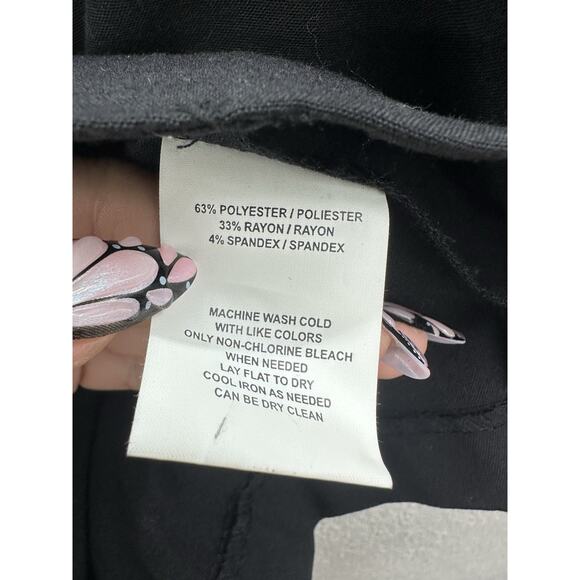 63% POLYESTER / POLIESTER
33% RAYON / RAYON
4% SPANDEX / SPANDEX
MACHINE WASH COLD
WITH LIKE COLORS
ONLY NON-CHLORINE BLEACH
WHEN NEEDED
LAY FLAT TO DRY
COOL IRON AS NEEDED
CAN BE DRY CLEAN